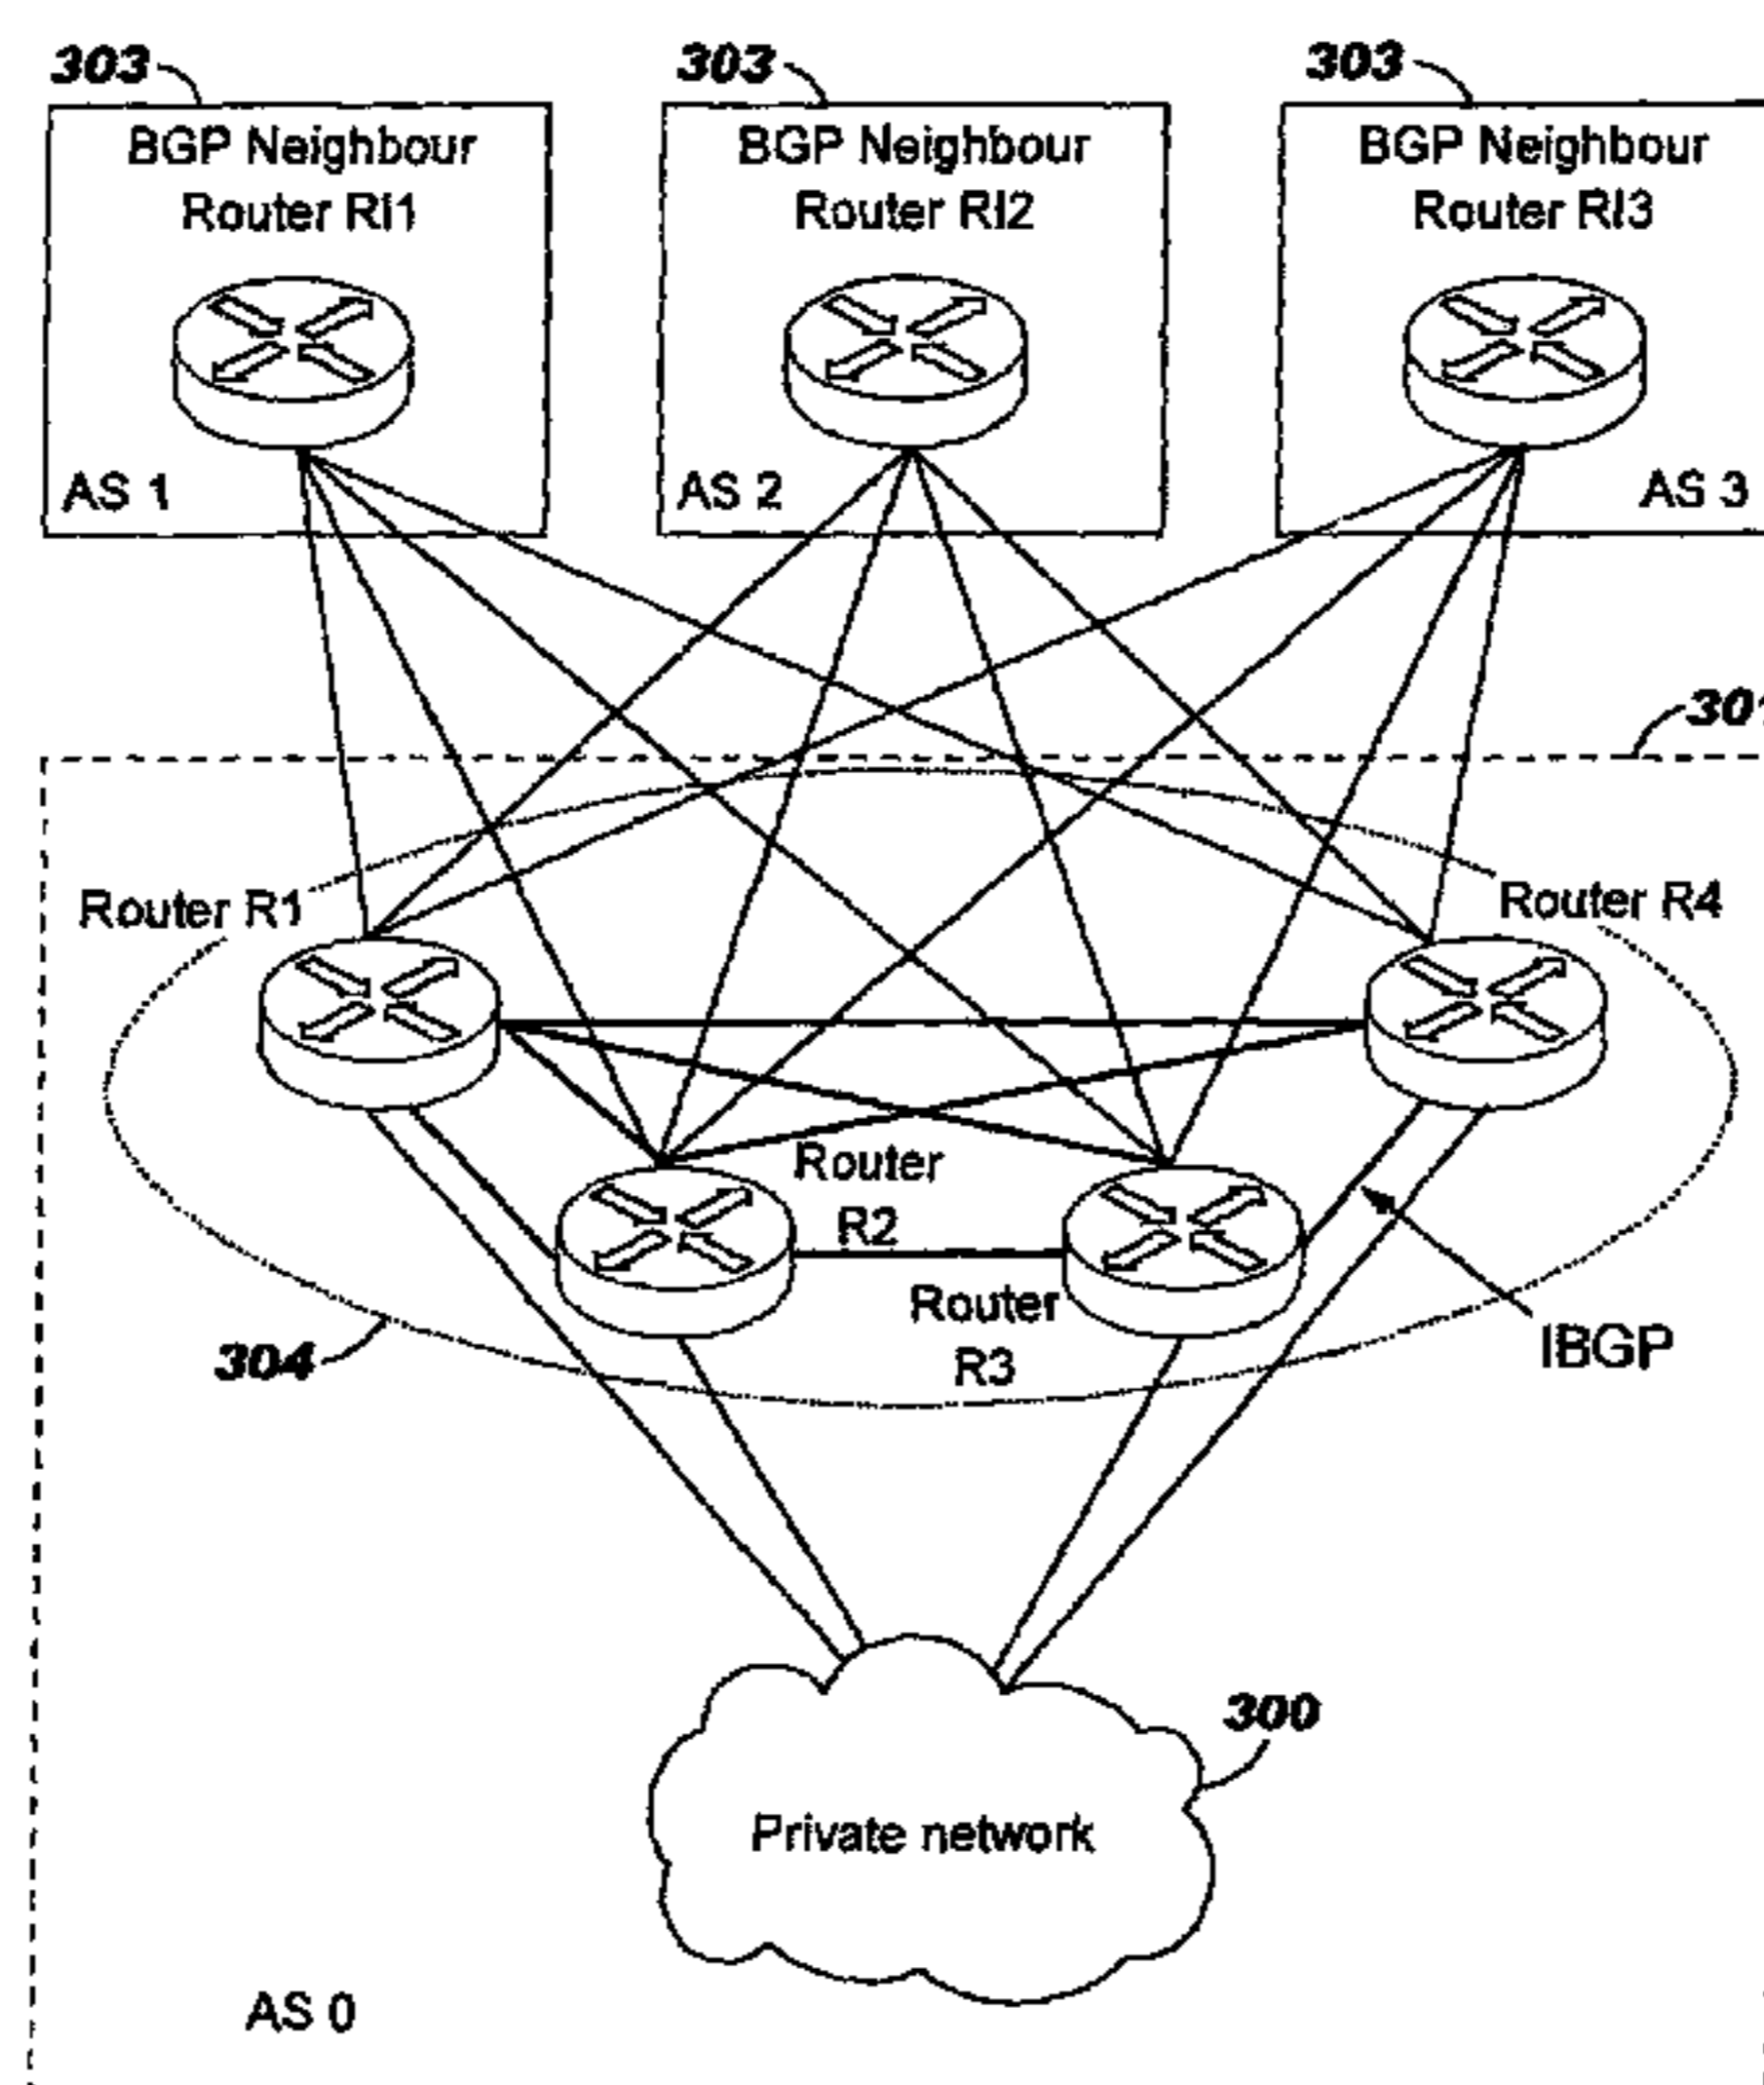 303
303
303
BGP Neighbour
Router RI1
BGP Neighbour
Router RI2
BGP Neighbour
Router RI3
AS 1
AS 2
AS 3
301
Router R1
Router R4
Router
R2
Router
R3
IBGP
304
300
Private network
AS 0